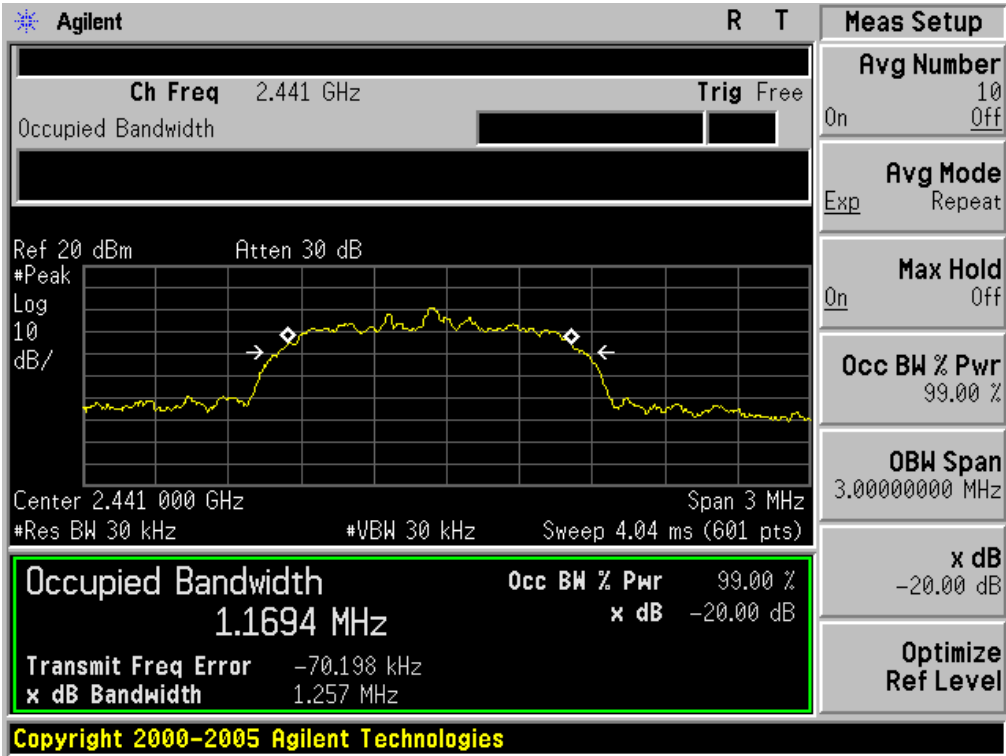 Agilent R T
Ch Freq 2.441 GHz Trig Free
Occupied Bandwidth
Ref 20 dBm Atten 30 dB
#Peak
Log
10
dB/
Center 2.441 000 GHz Span 3 MHz
#Res BW 30 kHz #VBW 30 kHz Sweep 4.04 ms (601 pts)
Occupied Bandwidth
1.1694 MHz
Occ BW % Pwr 99.00 %
x dB -20.00 dB
Transmit Freq Error -70.198 kHz
x dB Bandwidth 1.257 MHz
Copyright 2000-2005 Agilent Technologies
Meas Setup
Avg Number
10
On Off
Avg Mode
Exp Repeat
Max Hold
On Off
Occ BW % Pwr
99.00 %
OBW Span
3.00000000 MHz
x dB
-20.00 dB
Optimize
Ref Level